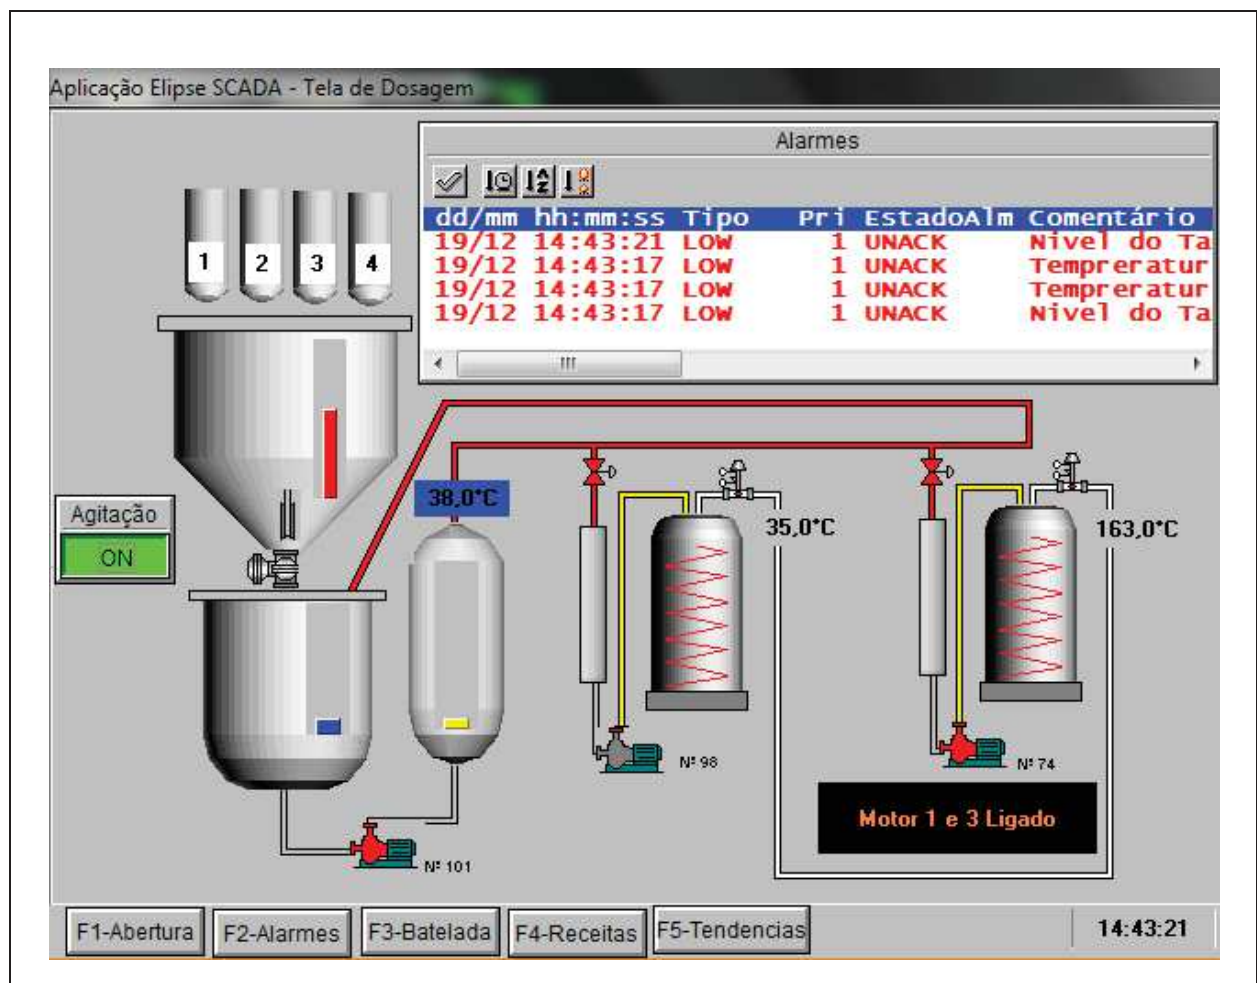 Aplicação Elipse SCADA - Tela de Dosagem
Alarmes
dd/mm hh:mm:ss Tipo Pri EstadoAlm Comentário
19/12 14:43:21 LOW 1 UNACK Nivel do Ta
19/12 14:43:17 LOW 1 UNACK Tempreratur
19/12 14:43:17 LOW 1 UNACK Tempreratur
19/12 14:43:17 LOW 1 UNACK Nivel do Ta
1 2 3 4
Agitação
ON
38,0°C
35,0°C
163,0°C
Nº 98
Nº 74
Motor 1 e 3 Ligado
Nº 101
F1-Abertura
F2-Alarmes
F3-Batelada
F4-Receitas
F5-Tendencias
14:43:21